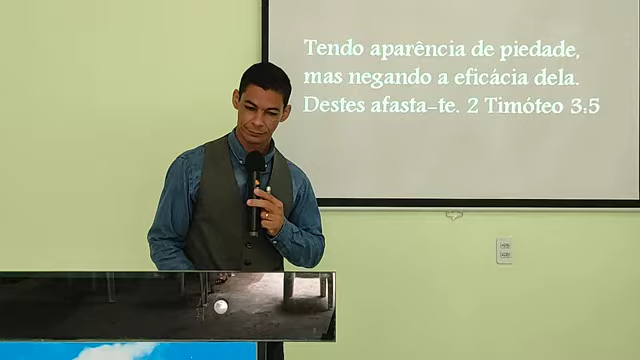 Tendo aparência de piedade,
mas negando a eficácia dela.
Destes afasta-te. 2 Timóteo 3:5